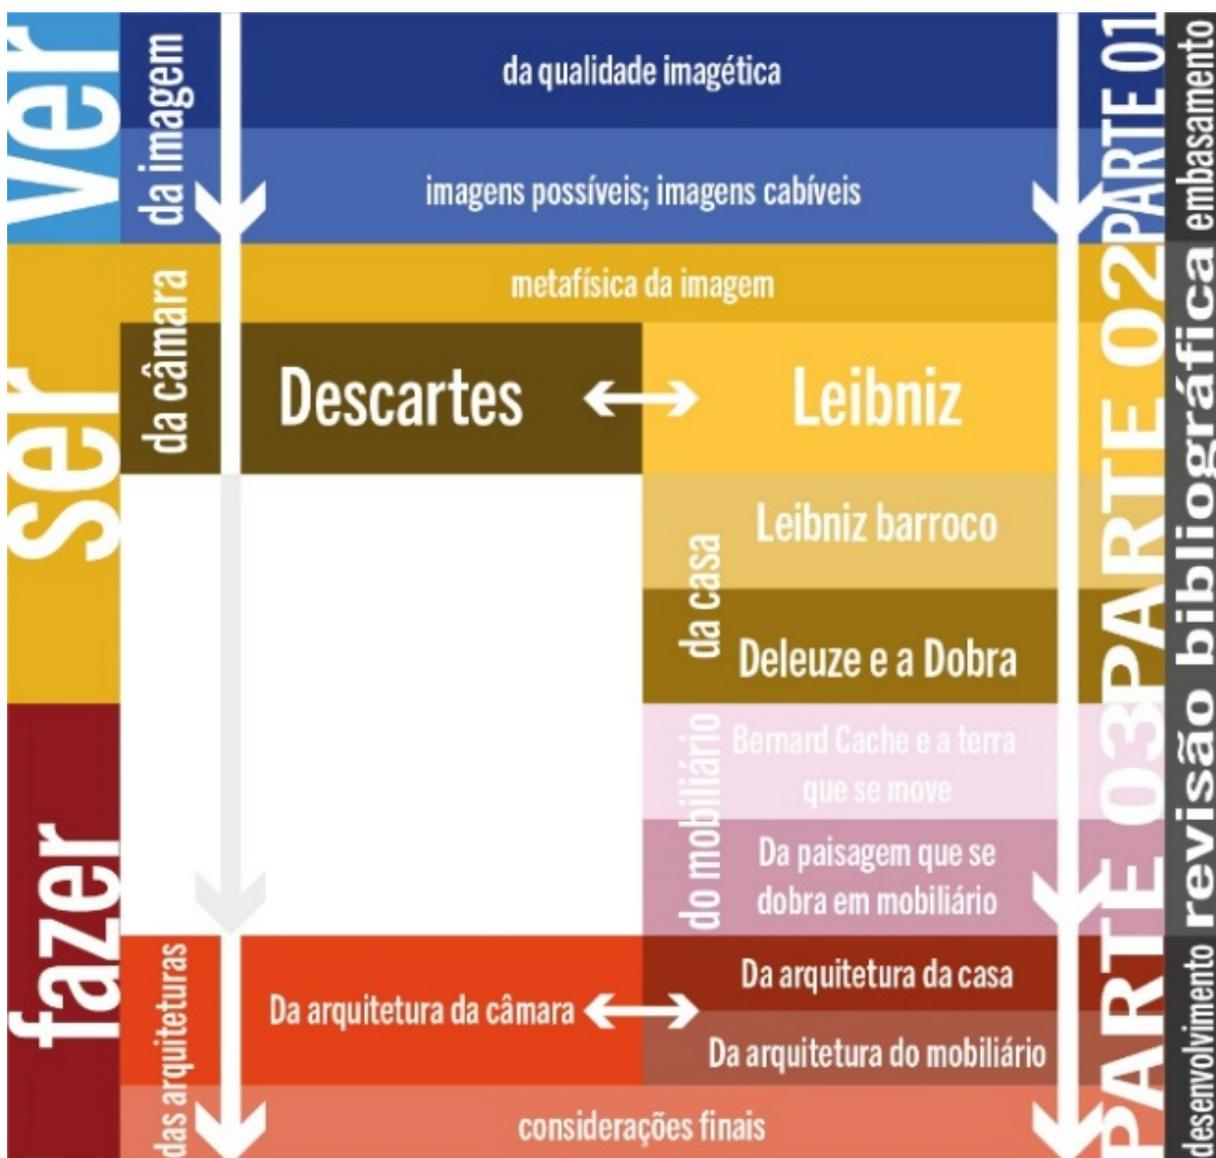 ver
da imagem
da qualidade imagética
imagens possíveis; imagens cabíveis
PARTE 01
embasamento
ser
da câmara
metafísica da imagem
Descartes
Leibniz
da casa
Leibniz barroco
Deleuze e a Dobra
PARTE 02
revisão bibliográfica
fazer
do mobiliário
Bernard Cache e a terra
que se move
Da paisagem que se
dobra em mobiliário
PARTE 03
das arquiteturas
Da arquitetura da câmara
Da arquitetura da casa
Da arquitetura do mobiliário
considerações finais
desenvolvimento